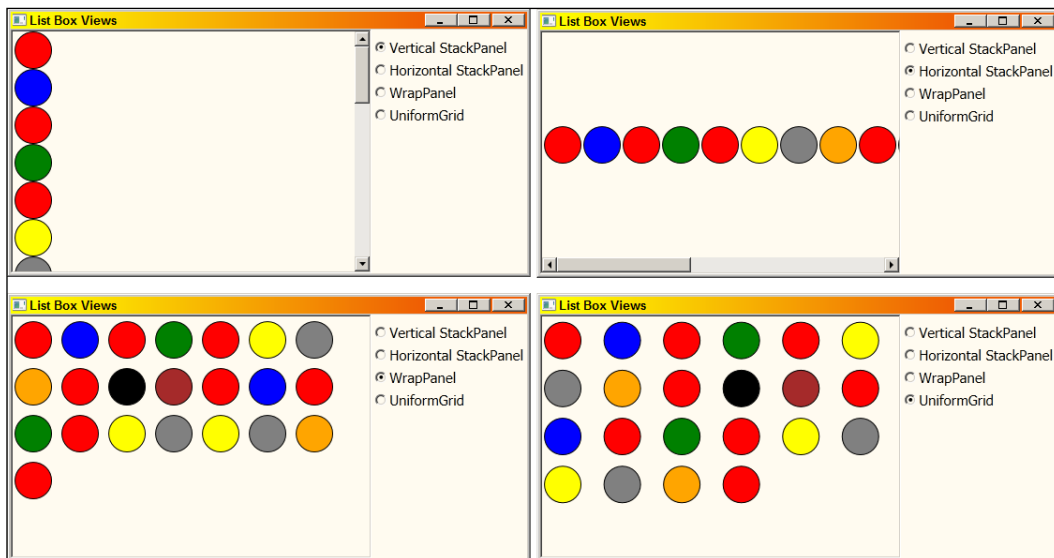 List Box Views
Vertical StackPanel
Horizontal StackPanel
WrapPanel
UniformGrid
List Box Views
Vertical StackPanel
Horizontal StackPanel
WrapPanel
UniformGrid
List Box Views
Vertical StackPanel
Horizontal StackPanel
WrapPanel
UniformGrid
List Box Views
Vertical StackPanel
Horizontal StackPanel
WrapPanel
UniformGrid